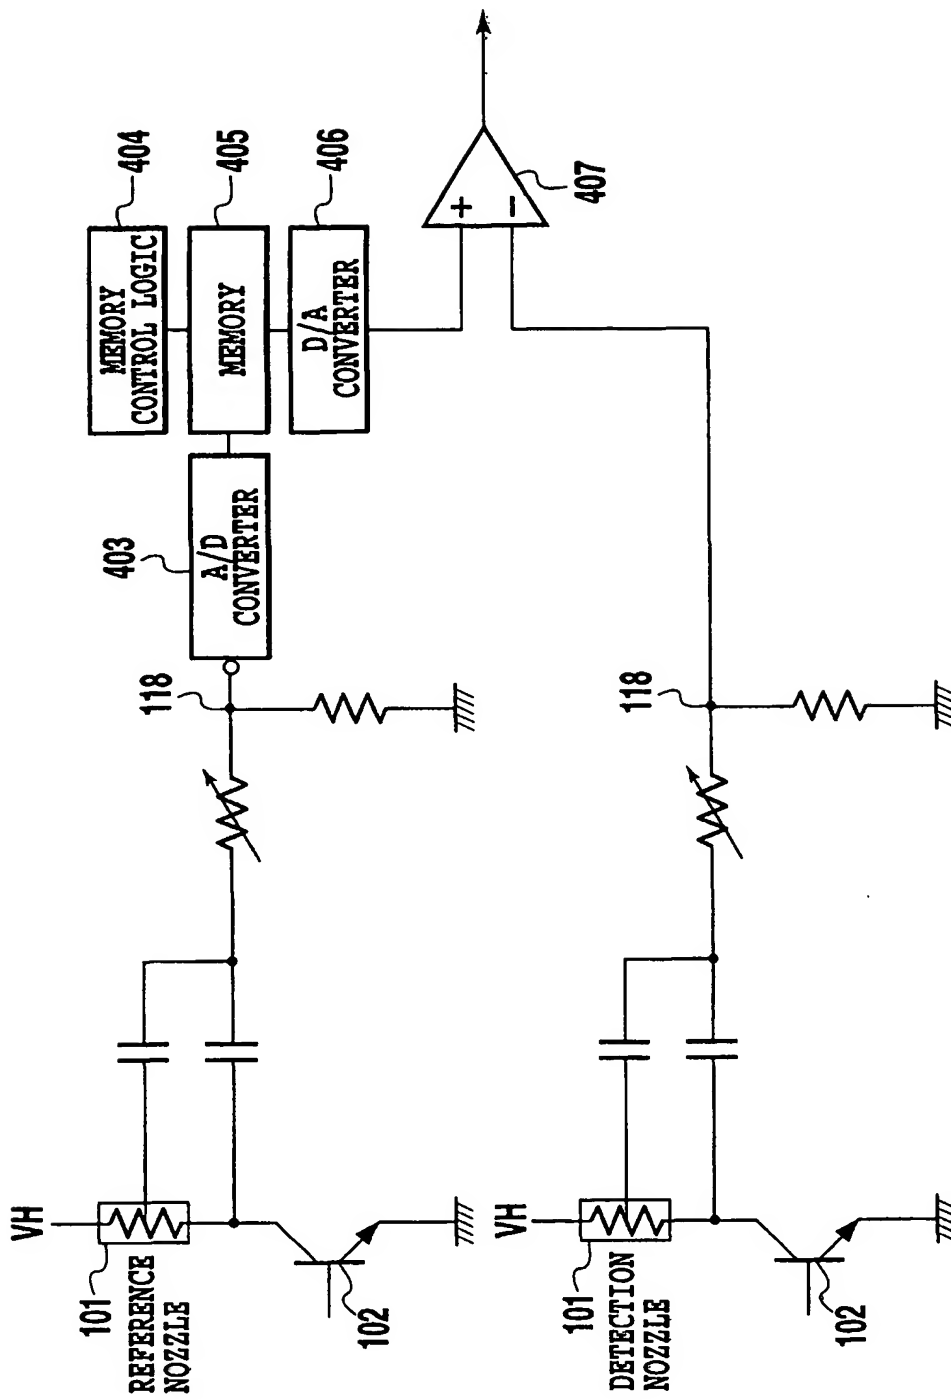 404
MEMORY
CONTROL LOGIC
405
MEMORY
406
D/A
CONVERTER
403
A/D
CONVERTER
+
−
407
118
VH
101
REFERENCE
NOZZLE
102
118
VH
101
DETECTION
NOZZLE
102